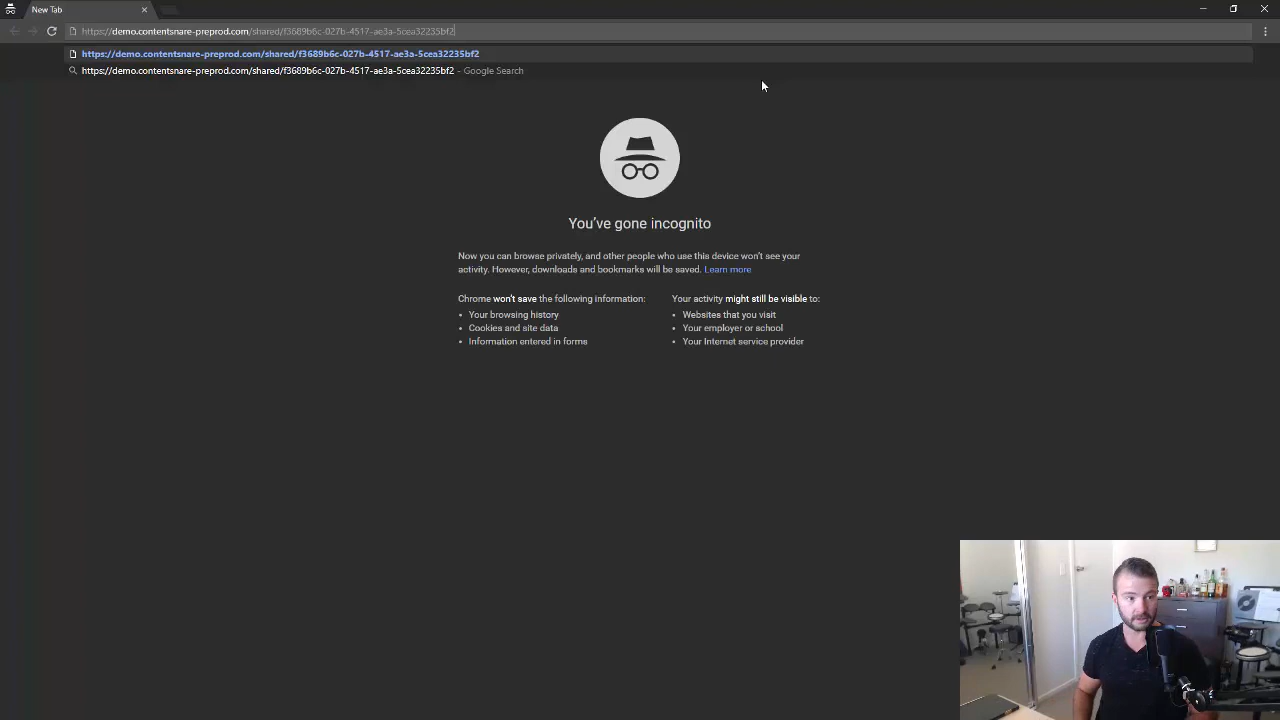 New Tab
https://demo.contentsnare-preprod.com/shared/f3689b6c-027b-4517-ae3a-5cea32235bf2
https://demo.contentsnare-preprod.com/shared/f3689b6c-027b-4517-ae3a-5cea32235bf2
https://demo.contentsnare-preprod.com/shared/f3689b6c-027b-4517-ae3a-5cea32235bf2 - Google Search
You've gone incognito
Now you can browse privately, and other people who use this device won't see your
activity. However, downloads and bookmarks will be saved. Learn more
Chrome won't save the following information:
• Your browsing history
• Cookies and site data
• Information entered in forms
Your activity might still be visible to:
• Websites that you visit
• Your employer or school
• Your Internet service provider